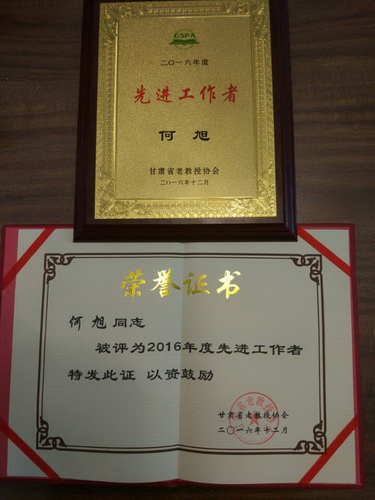 GSPA
二〇一六年度
先进工作者
何旭
甘肃省老教授协会
二〇一六年十二月
荣誉证书
何旭同志
被评为2016年度先进工作者
特发此证 以资鼓励
甘肃省老教授协会
二〇一六年十二月